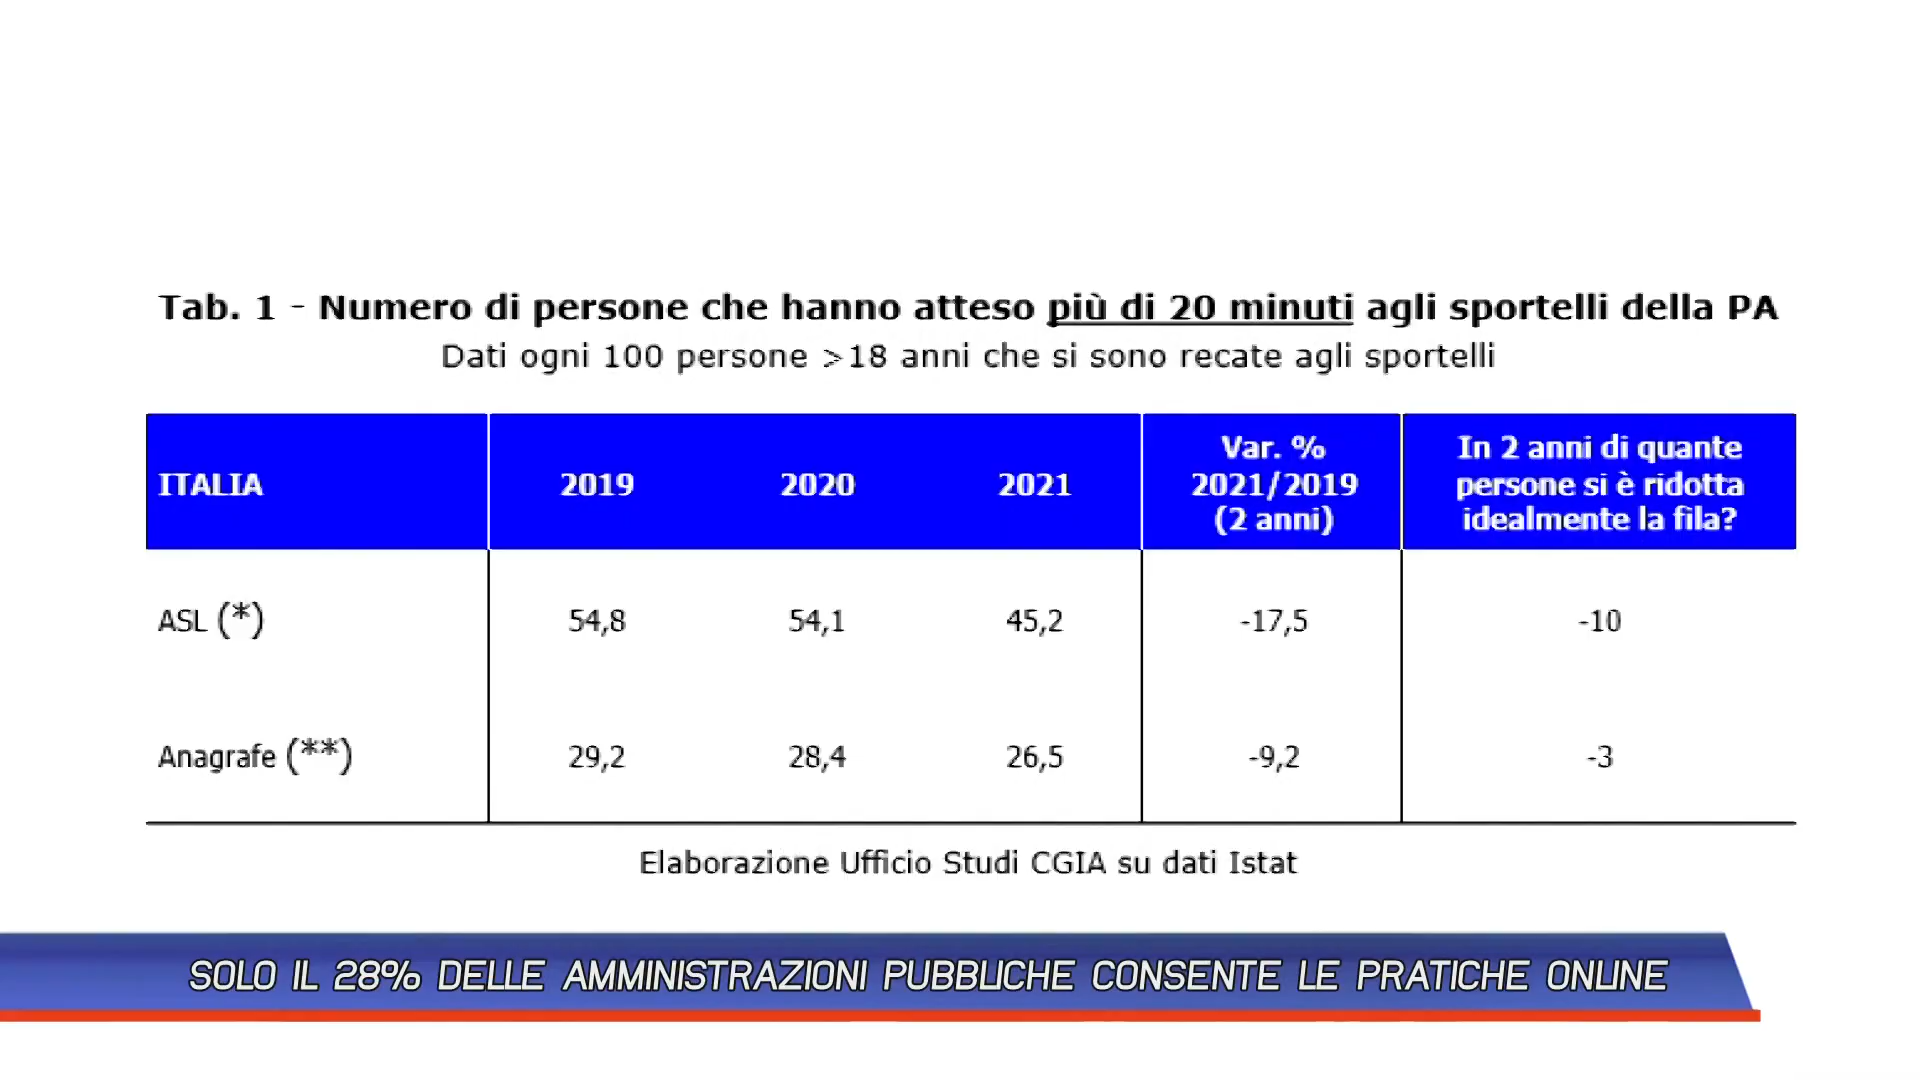 Tab. 1 - Numero di persone che hanno atteso più di 20 minuti agli sportelli della PA
Dati ogni 100 persone >18 anni che si sono recate agli sportelli
ITALIA 2019 2020 2021 Var. % 2021/2019 (2 anni) In 2 anni di quante persone si è ridotta idealmente la fila?
ASL (*) 54,8 54,1 45,2 -17,5 -10
Anagrafe (**) 29,2 28,4 26,5 -9,2 -3
Elaborazione Ufficio Studi CGIA su dati Istat
SOLO IL 28% DELLE AMMINISTRAZIONI PUBBLICHE CONSENTE LE PRATICHE ONLINE